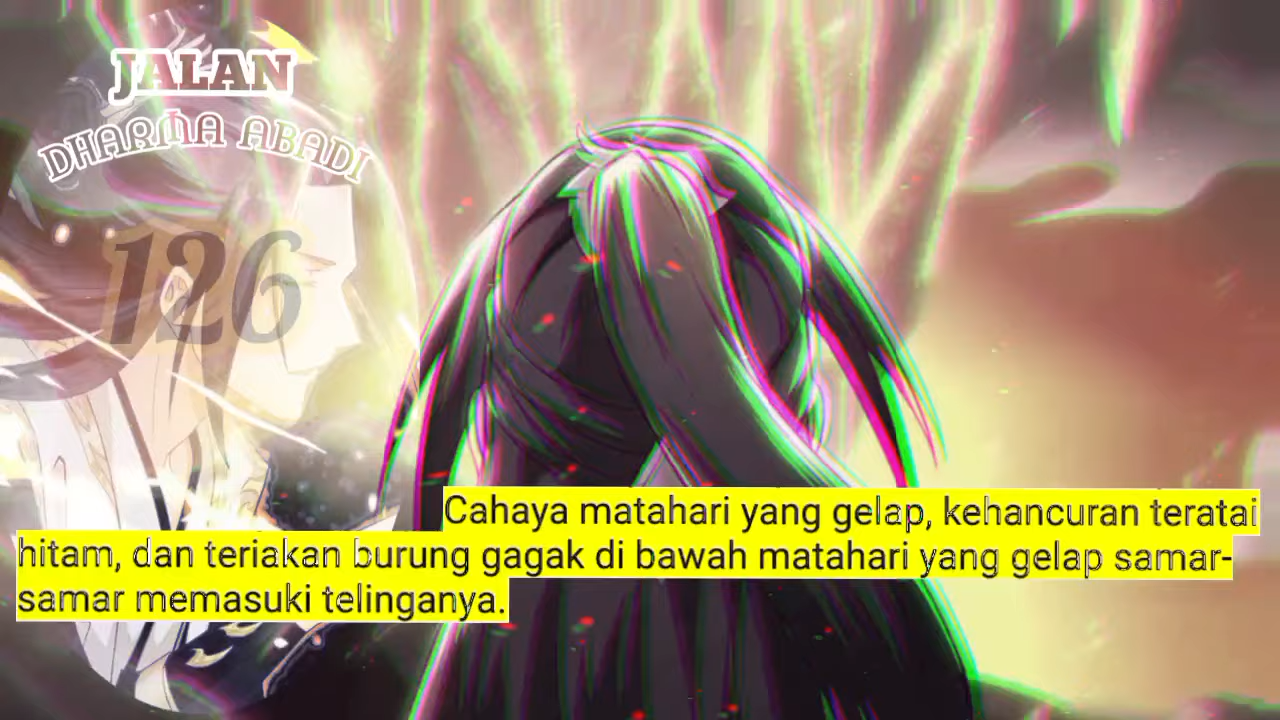 JALAN
DHARMA ABADI
126
Cahaya matahari yang gelap, kehancuran teratai
hitam, dan teriakan burung gagak di bawah matahari yang gelap samar-
samar memasuki telinganya.